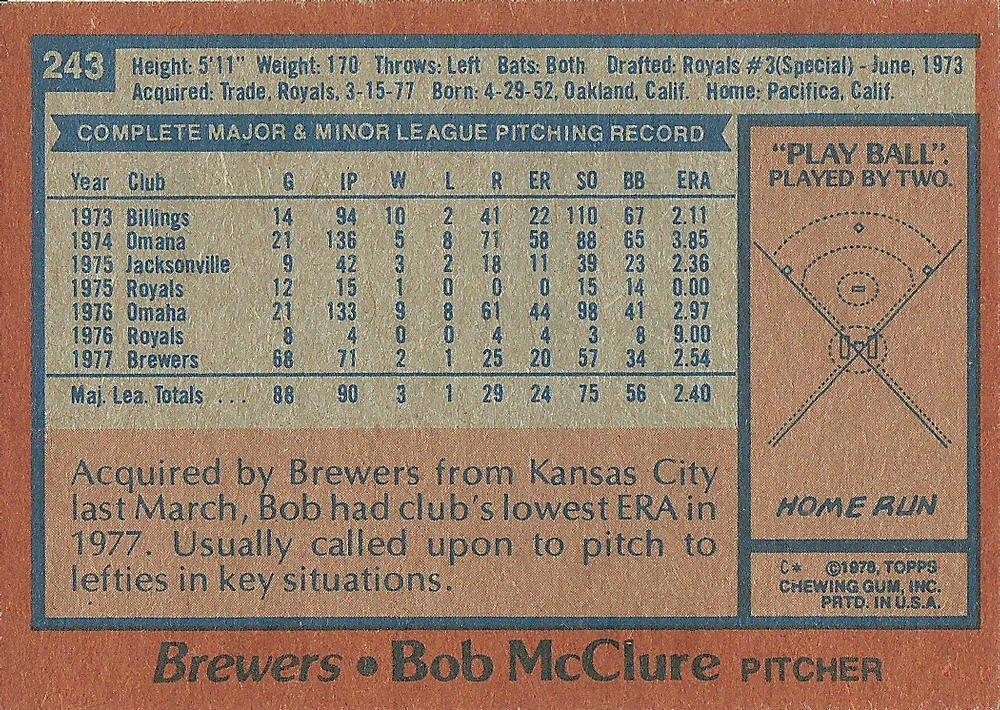 243
Height: 5'11" Weight: 170 Throws: Left Bats: Both Drafted: Royals #3(Special) - June, 1973
Acquired: Trade, Royals, 3-15-77 Born: 4-29-52, Oakland, Calif. Home: Pacifica, Calif.
COMPLETE MAJOR & MINOR LEAGUE PITCHING RECORD
Year Club G IP W L R ER SO BB ERA
1973 Billings 14 94 10 2 41 22 110 67 2.11
1974 Omana 21 136 5 8 71 58 88 65 3.85
1975 Jacksonville 9 42 3 2 18 11 39 23 2.36
1975 Royals 12 15 1 0 0 0 15 14 0.00
1976 Omaha 21 133 9 8 61 44 98 41 2.97
1976 Royals 8 4 0 0 4 4 3 8 9.00
1977 Brewers 68 71 2 1 25 20 57 34 2.54
Maj. Lea. Totals ... 88 90 3 1 29 24 75 56 2.40
Acquired by Brewers from Kansas City
last March, Bob had club's lowest ERA in
1977. Usually called upon to pitch to
lefties in key situations.
"PLAY BALL".
PLAYED BY TWO.
HOME RUN
C* ©1978, TOPPS
CHEWING GUM, INC.
PRTD. IN U.S.A.
Brewers • Bob McClure PITCHER